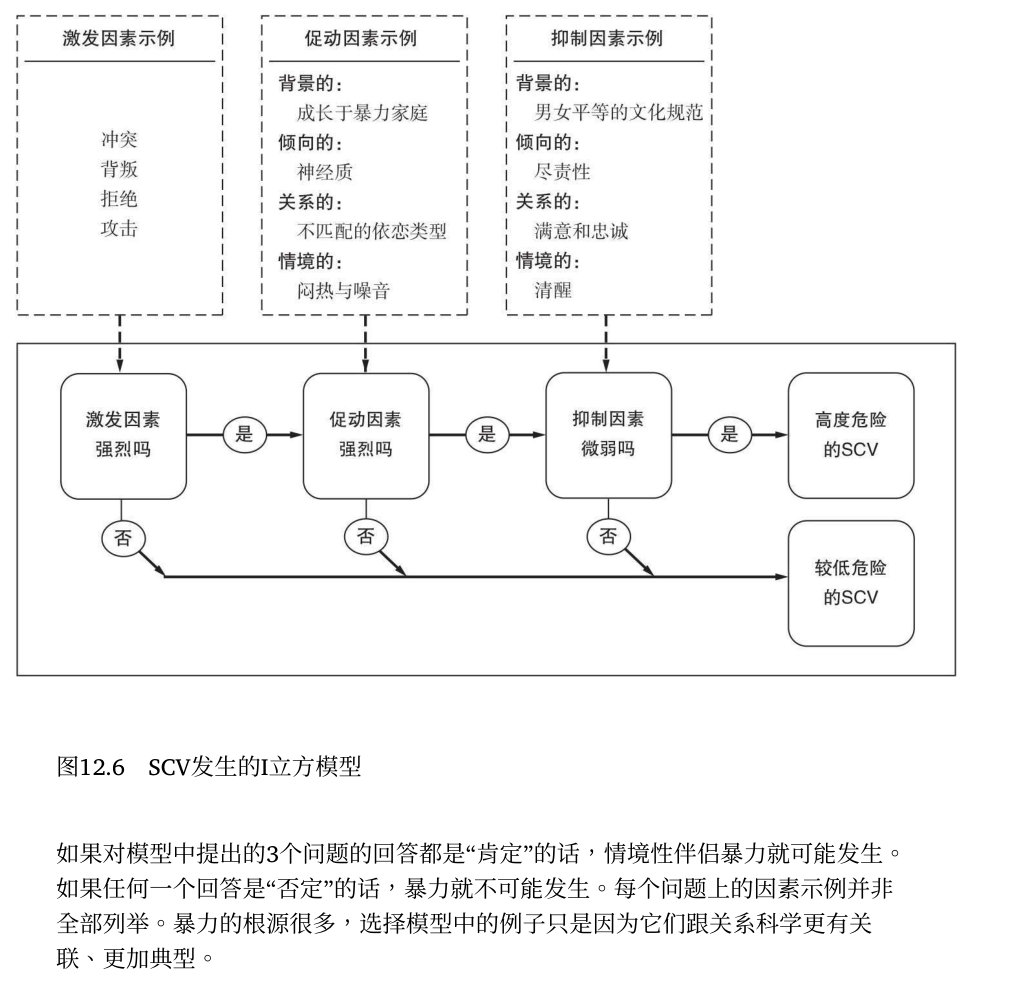 激发因素示例
冲突
背叛
拒绝
攻击
促动因素示例
背景的：
成长于暴力家庭
倾向的：
神经质
关系的：
不匹配的依恋类型
情境的：
闷热与噪音
抑制因素示例
背景的：
男女平等的文化规范
倾向的：
尽责性
关系的：
满意和忠诚
情境的：
清醒
激发因素
强烈吗
是
促动因素
强烈吗
是
抑制因素
微弱吗
是
高度危险
的SCV
否
否
否
较低危险
的SCV
图12.6 SCV发生的I立方模型
如果对模型中提出的3个问题的回答都是“肯定”的话，情境性伴侣暴力就可能发生。
如果任何一个回答是“否定”的话，暴力就不可能发生。每个问题上的因素示例并非
全部列举。暴力的根源很多，选择模型中的例子只是因为它们跟关系科学更有关
联、更加典型。